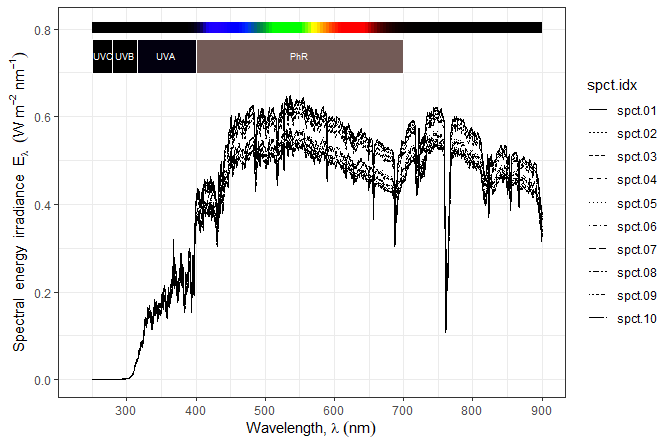 0.8
0.6
0.4
0.2
0.0
Spectral energy irradiance Eλ (W m−2 nm−1)
UVC UVB UVA PhR
300 400 500 600 700 800 900
Wavelength, λ (nm)
spct.idx
spct.01
spct.02
spct.03
spct.04
spct.05
spct.06
spct.07
spct.08
spct.09
spct.10